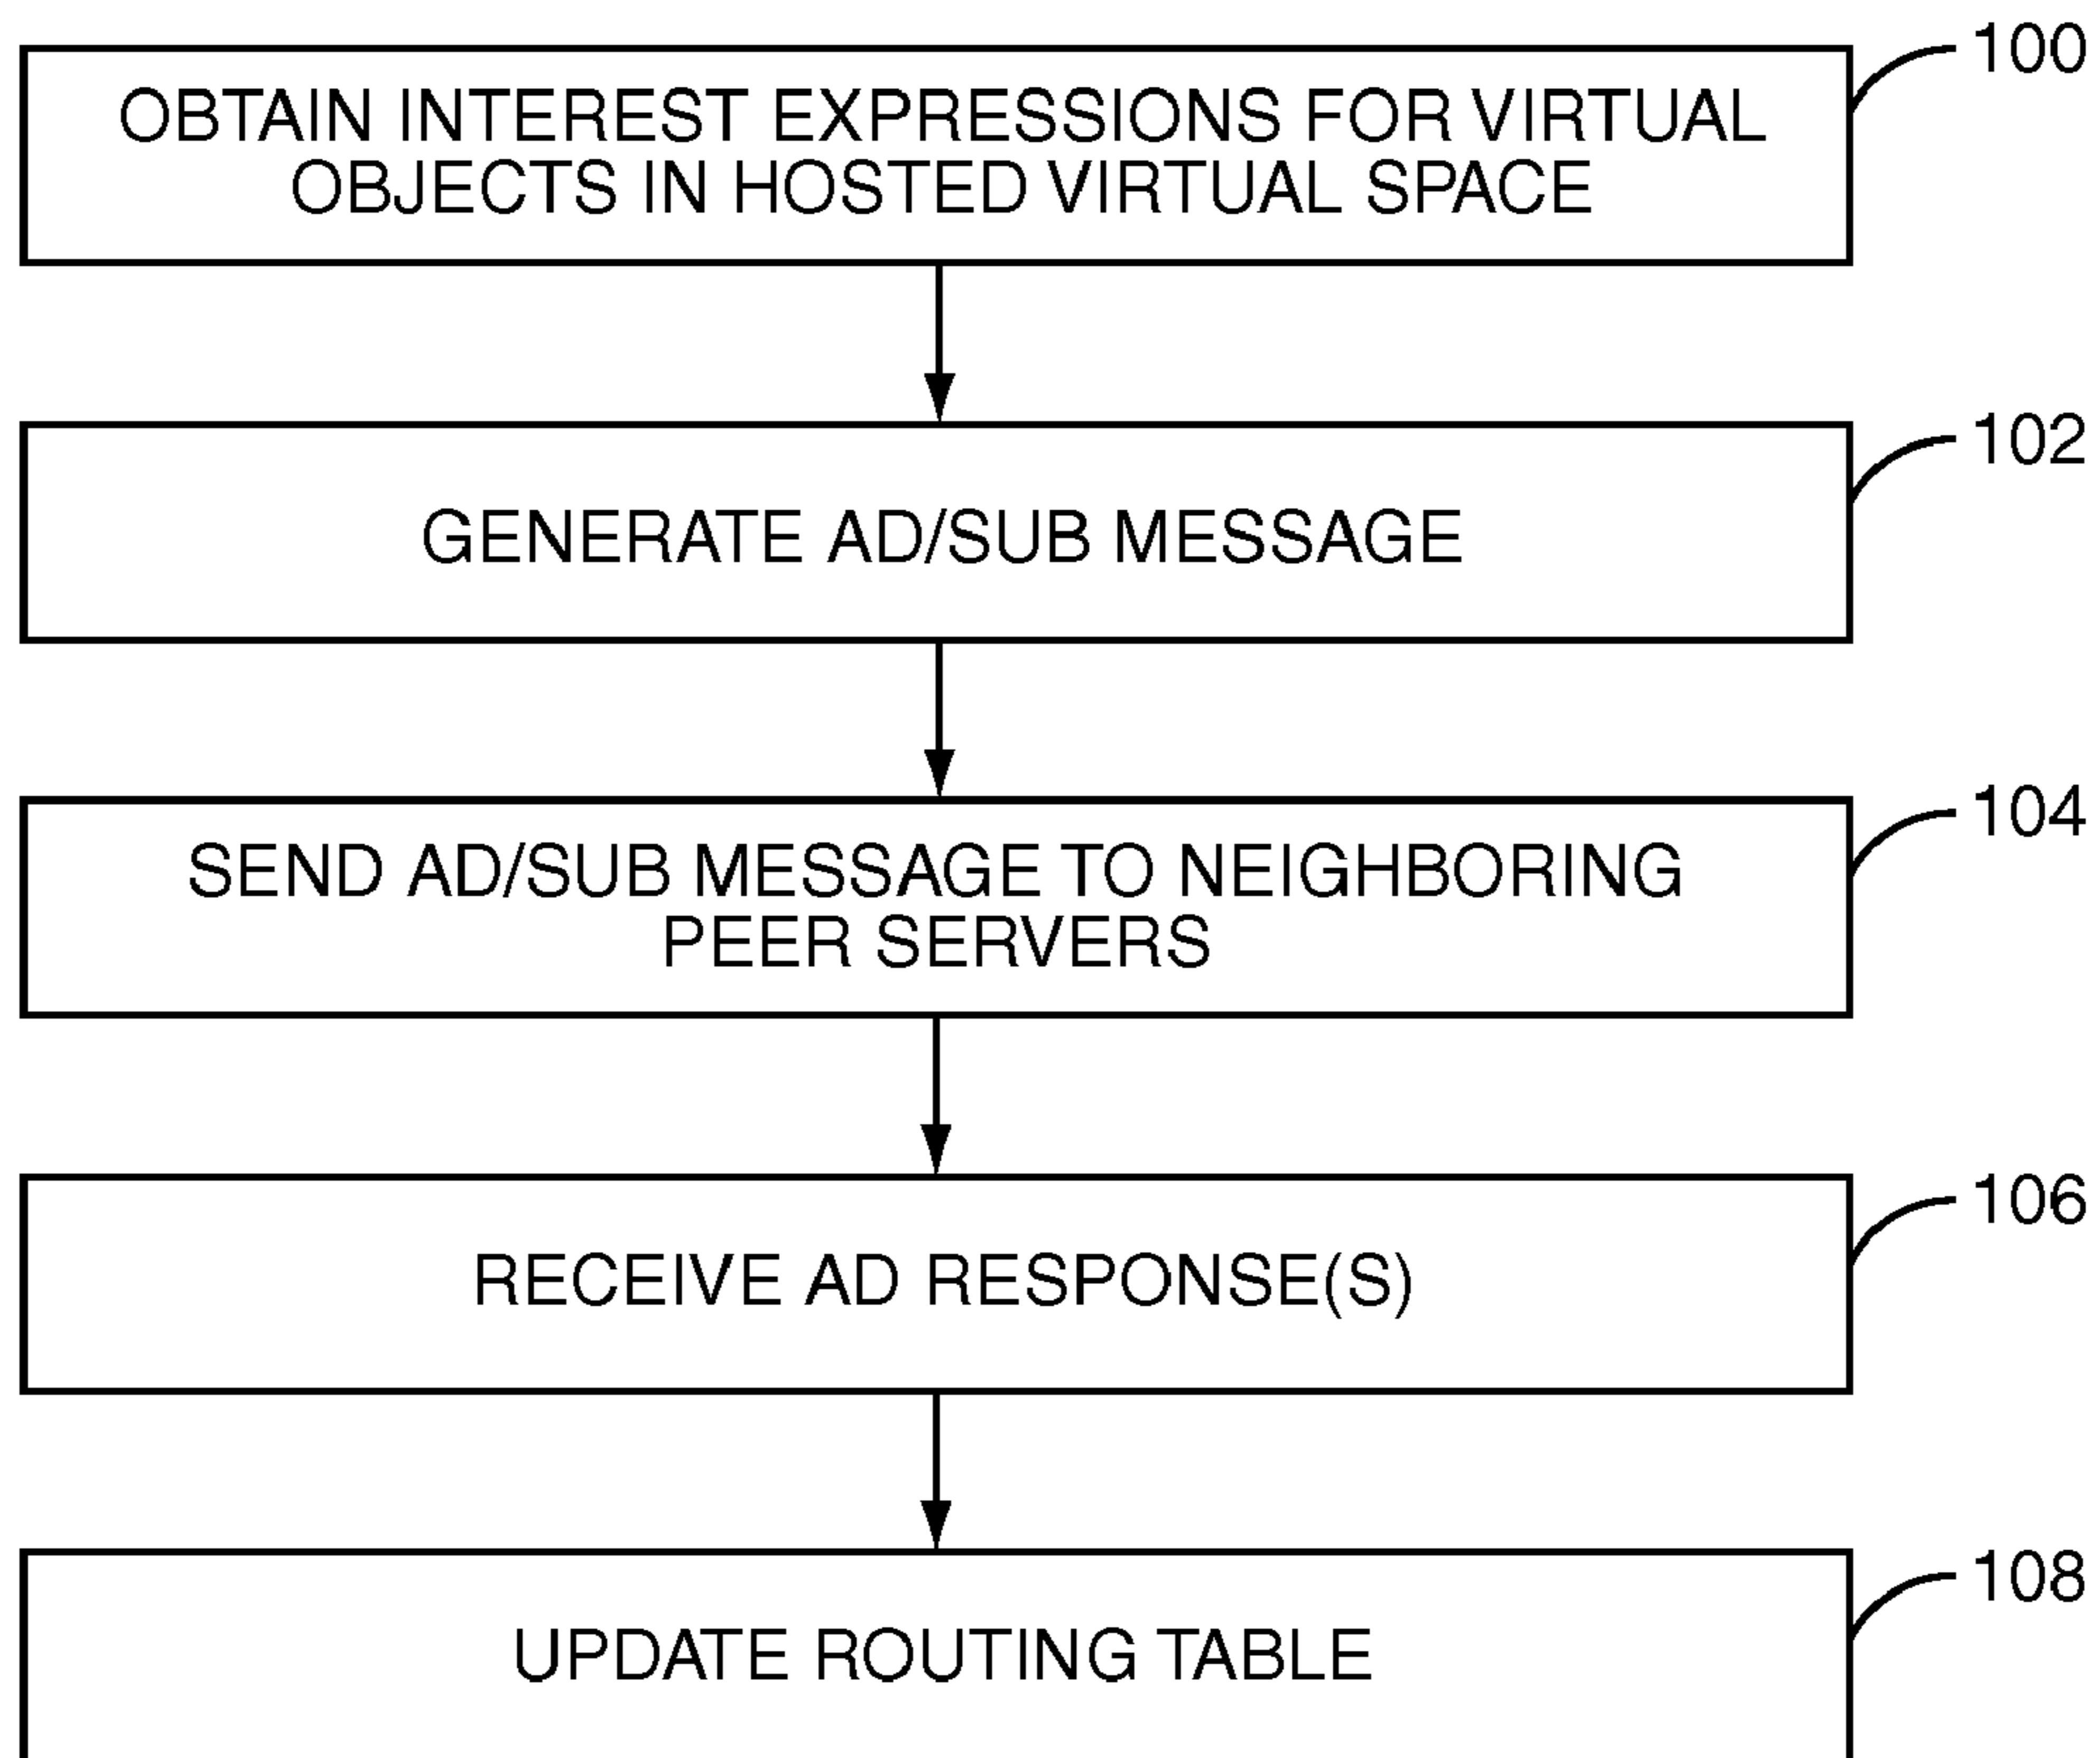 100
OBTAIN INTEREST EXPRESSIONS FOR VIRTUAL
OBJECTS IN HOSTED VIRTUAL SPACE
102
GENERATE AD/SUB MESSAGE
104
SEND AD/SUB MESSAGE TO NEIGHBORING
PEER SERVERS
106
RECEIVE AD RESPONSE(S)
108
UPDATE ROUTING TABLE